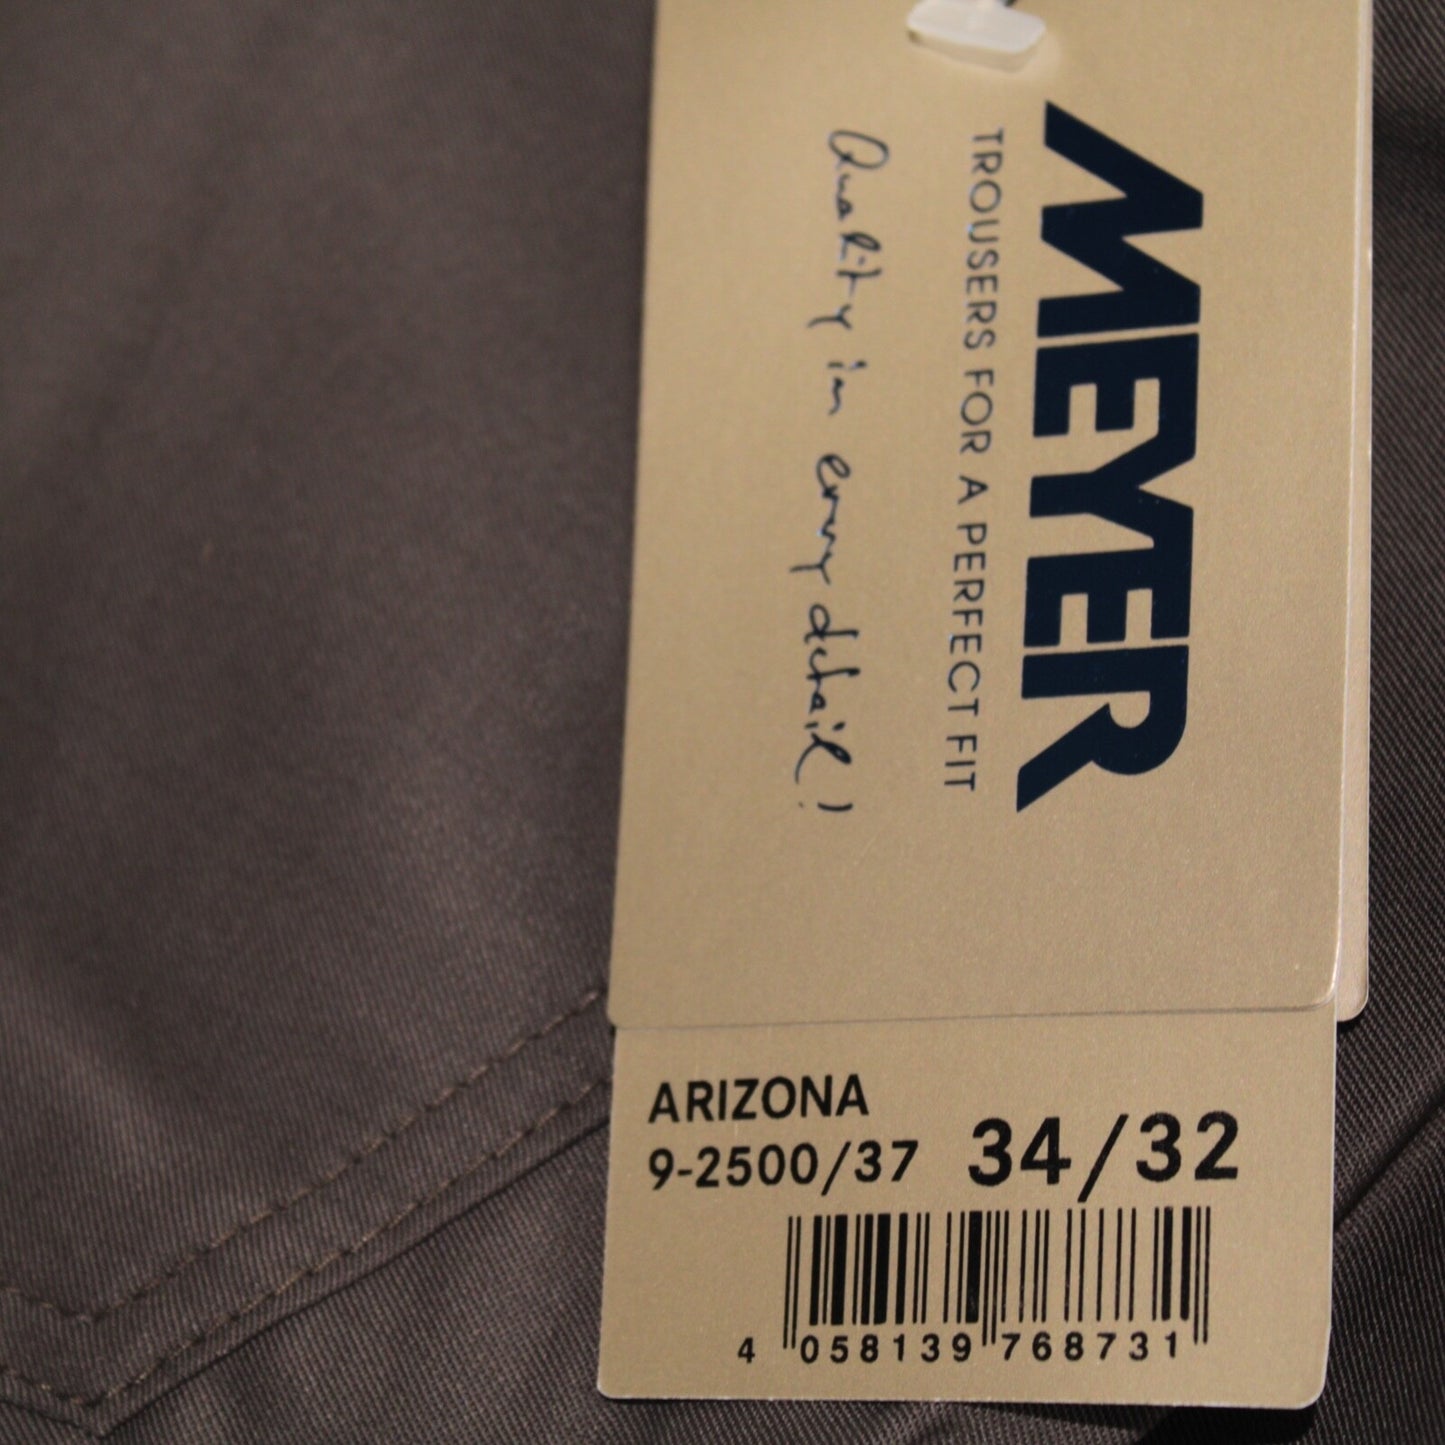 MEYER
TROUSERS FOR A PERFECT FIT
Quality in every detail!
ARIZONA
9-2500/37 34/32
4 058139 768731